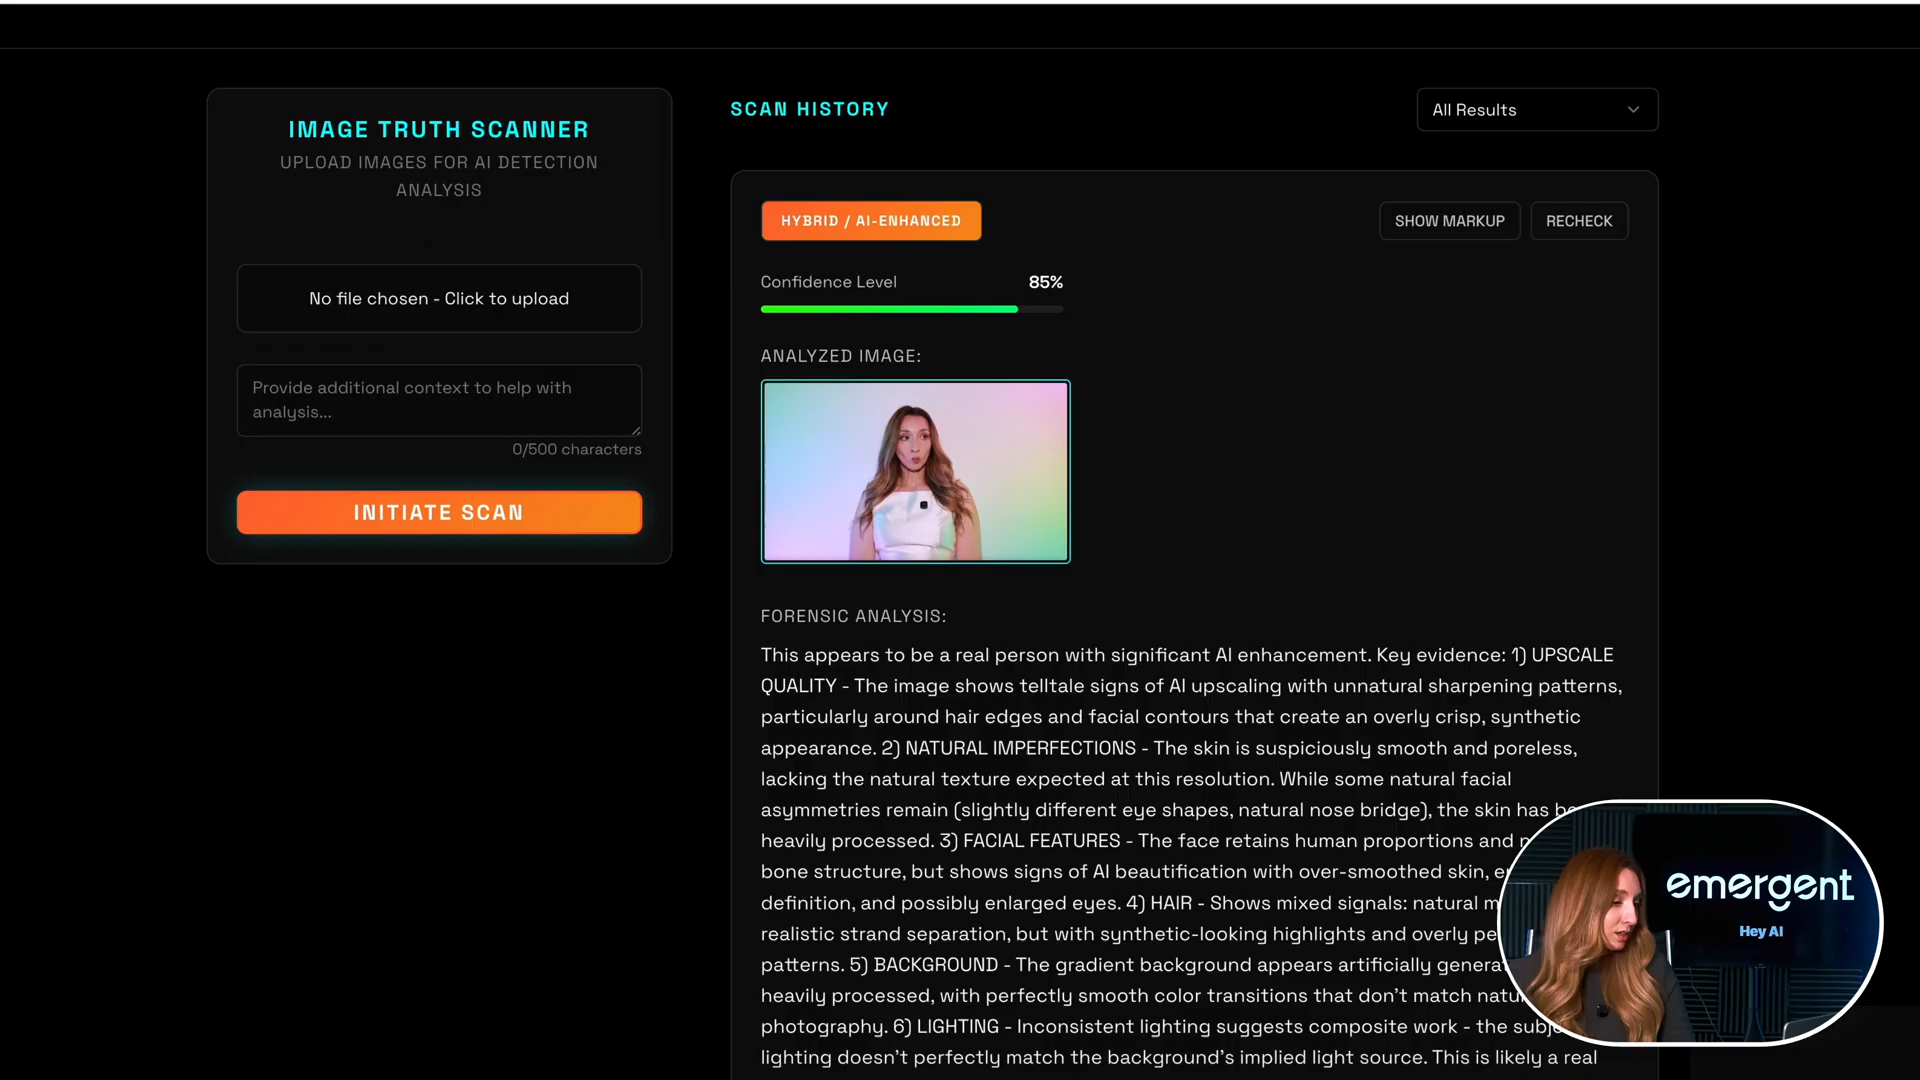 IMAGE TRUTH SCANNER
UPLOAD IMAGES FOR AI DETECTION
ANALYSIS
No file chosen - Click to upload
Provide additional context to help with
analysis...
0/500 characters
INITIATE SCAN
SCAN HISTORY
All Results
HYBRID / AI-ENHANCED
SHOW MARKUP
RECHECK
Confidence Level
85%
ANALYZED IMAGE:
FORENSIC ANALYSIS:
This appears to be a real person with significant AI enhancement. Key evidence: 1) UPSCALE
QUALITY - The image shows telltale signs of AI upscaling with unnatural sharpening patterns,
particularly around hair edges and facial contours that create an overly crisp, synthetic
appearance. 2) NATURAL IMPERFECTIONS - The skin is suspiciously smooth and poreless,
lacking the natural texture expected at this resolution. While some natural facial
asymmetries remain (slightly different eye shapes, natural nose bridge), the skin has
heavily processed. 3) FACIAL FEATURES - The face retains human proportions and
bone structure, but shows signs of AI beautification with over-smoothed skin,
definition, and possibly enlarged eyes. 4) HAIR - Shows mixed signals: natural
realistic strand separation, but with synthetic-looking highlights and overly
patterns. 5) BACKGROUND - The gradient background appears artificially
heavily processed, with perfectly smooth color transitions that don't match
photography. 6) LIGHTING - Inconsistent lighting suggests composite work - the
lighting doesn't perfectly match the background's implied light source. This is likely a real
emergent
Hey AI